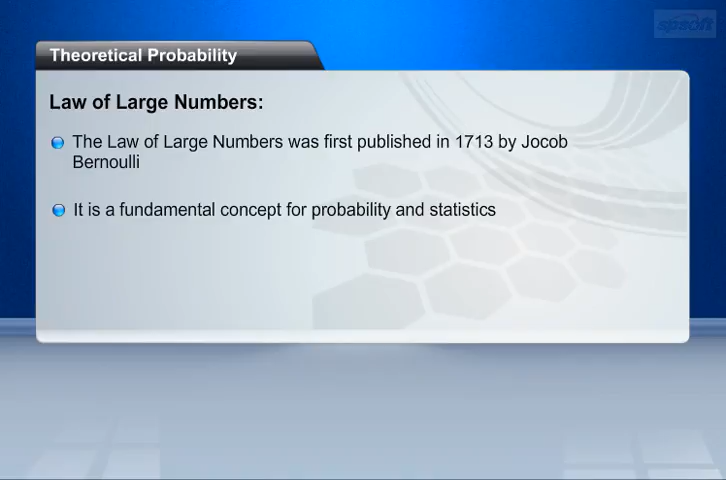 spsoft
Theoretical Probability
Law of Large Numbers:
The Law of Large Numbers was first published in 1713 by Jocob
Bernoulli
It is a fundamental concept for probability and statistics